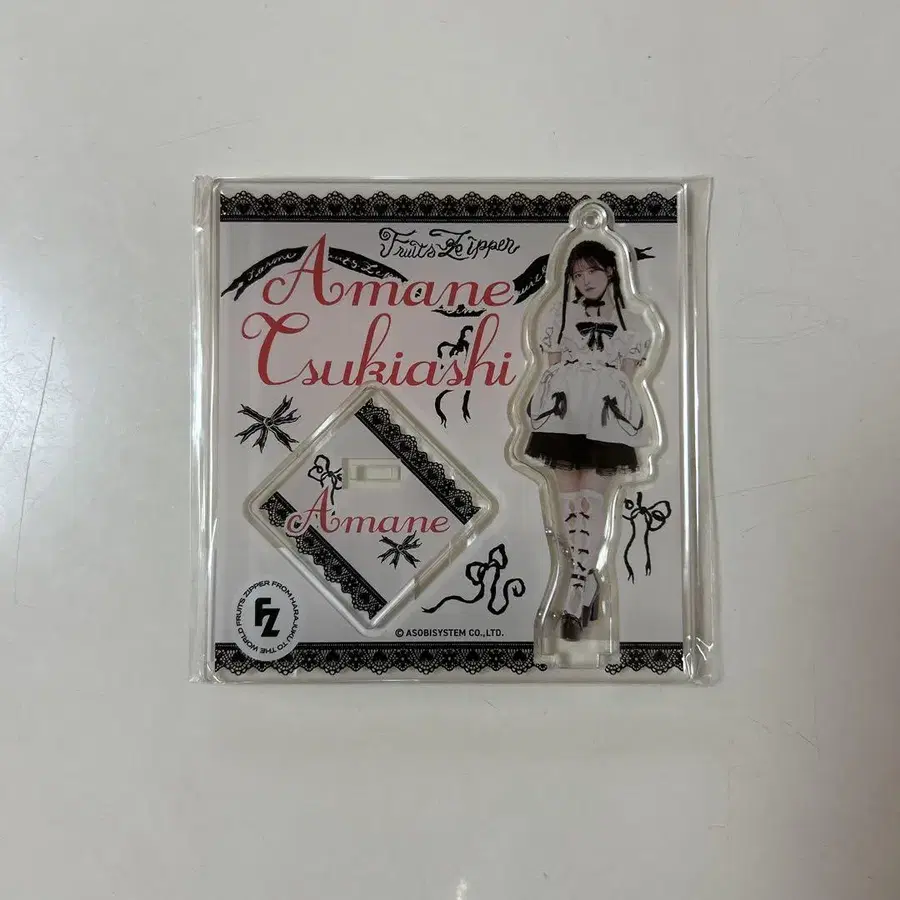 Fruits Zipper
Amane
Tsukiashi
Amane
FZ
FRUITS ZIPPER FROM HARAJUKU TO THE WORLD
© ASOBISYSTEM CO.,LTD.